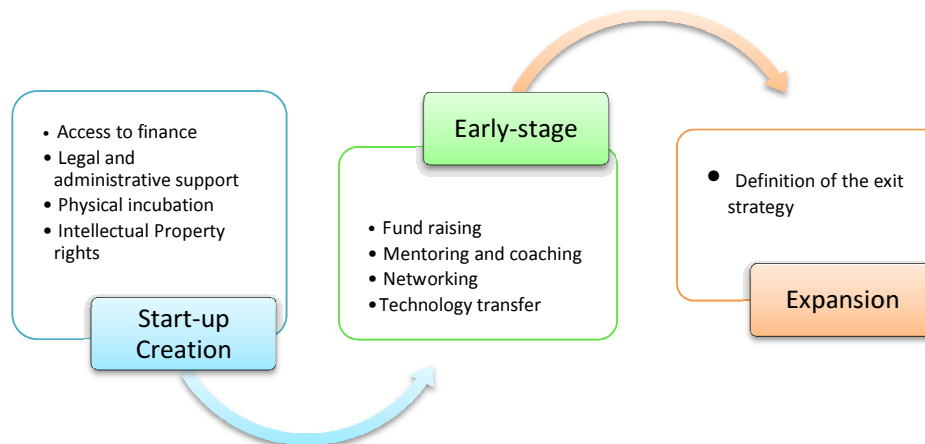 • Access to finance
• Legal and
administrative support
• Physical incubation
• Intellectual Property
rights
Start-up
Creation
Early-stage
• Fund raising
• Mentoring and coaching
• Networking
•Technology transfer
• Definition of the exit
strategy
Expansion